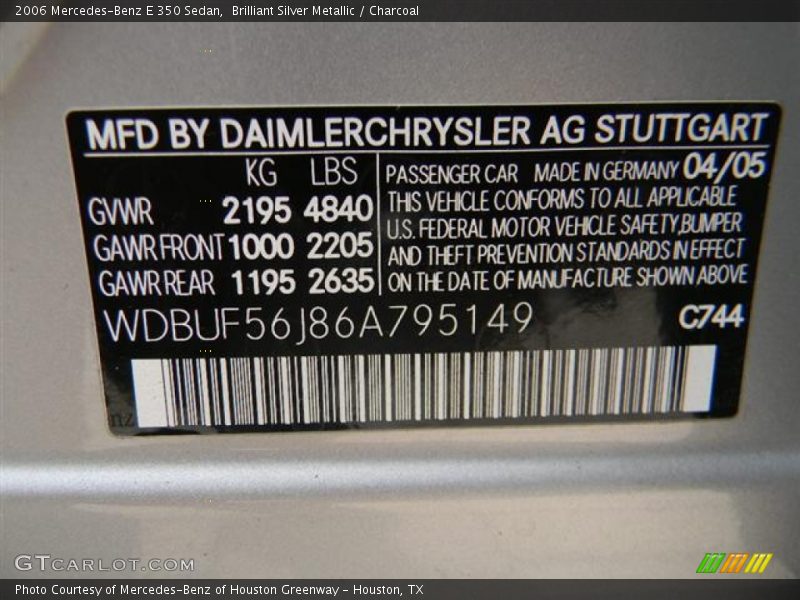 2006 Mercedes-Benz E 350 Sedan,  Brilliant Silver Metallic / Charcoal
MFD BY DAIMLERCHRYSLER AG STUTTGART
KG LBS
GVWR 2195 4840
GAWR FRONT 1000 2205
GAWR REAR 1195 2635
PASSENGER CAR MADE IN GERMANY 04/05
THIS VEHICLE CONFORMS TO ALL APPLICABLE
U.S. FEDERAL MOTOR VEHICLE SAFETY,BUMPER
AND THEFT PREVENTION STANDARDS IN EFFECT
ON THE DATE OF MANUFACTURE SHOWN ABOVE
WDBUF56J86A795149 C744
nz
GTCARLOT.COM
Photo Courtesy of Mercedes-Benz of Houston Greenway - Houston, TX